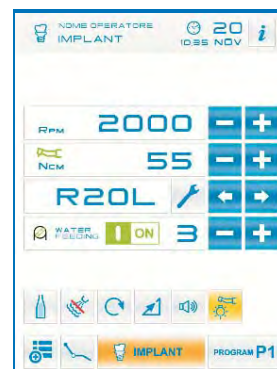 NOME OPERATORE
IMPLANT
20
10:35 NOV
i
RPM 2000 - +
NCM 55 - +
R20L
WATER FEEDING I ON 3 - +
IMPLANT
PROGRAM P1